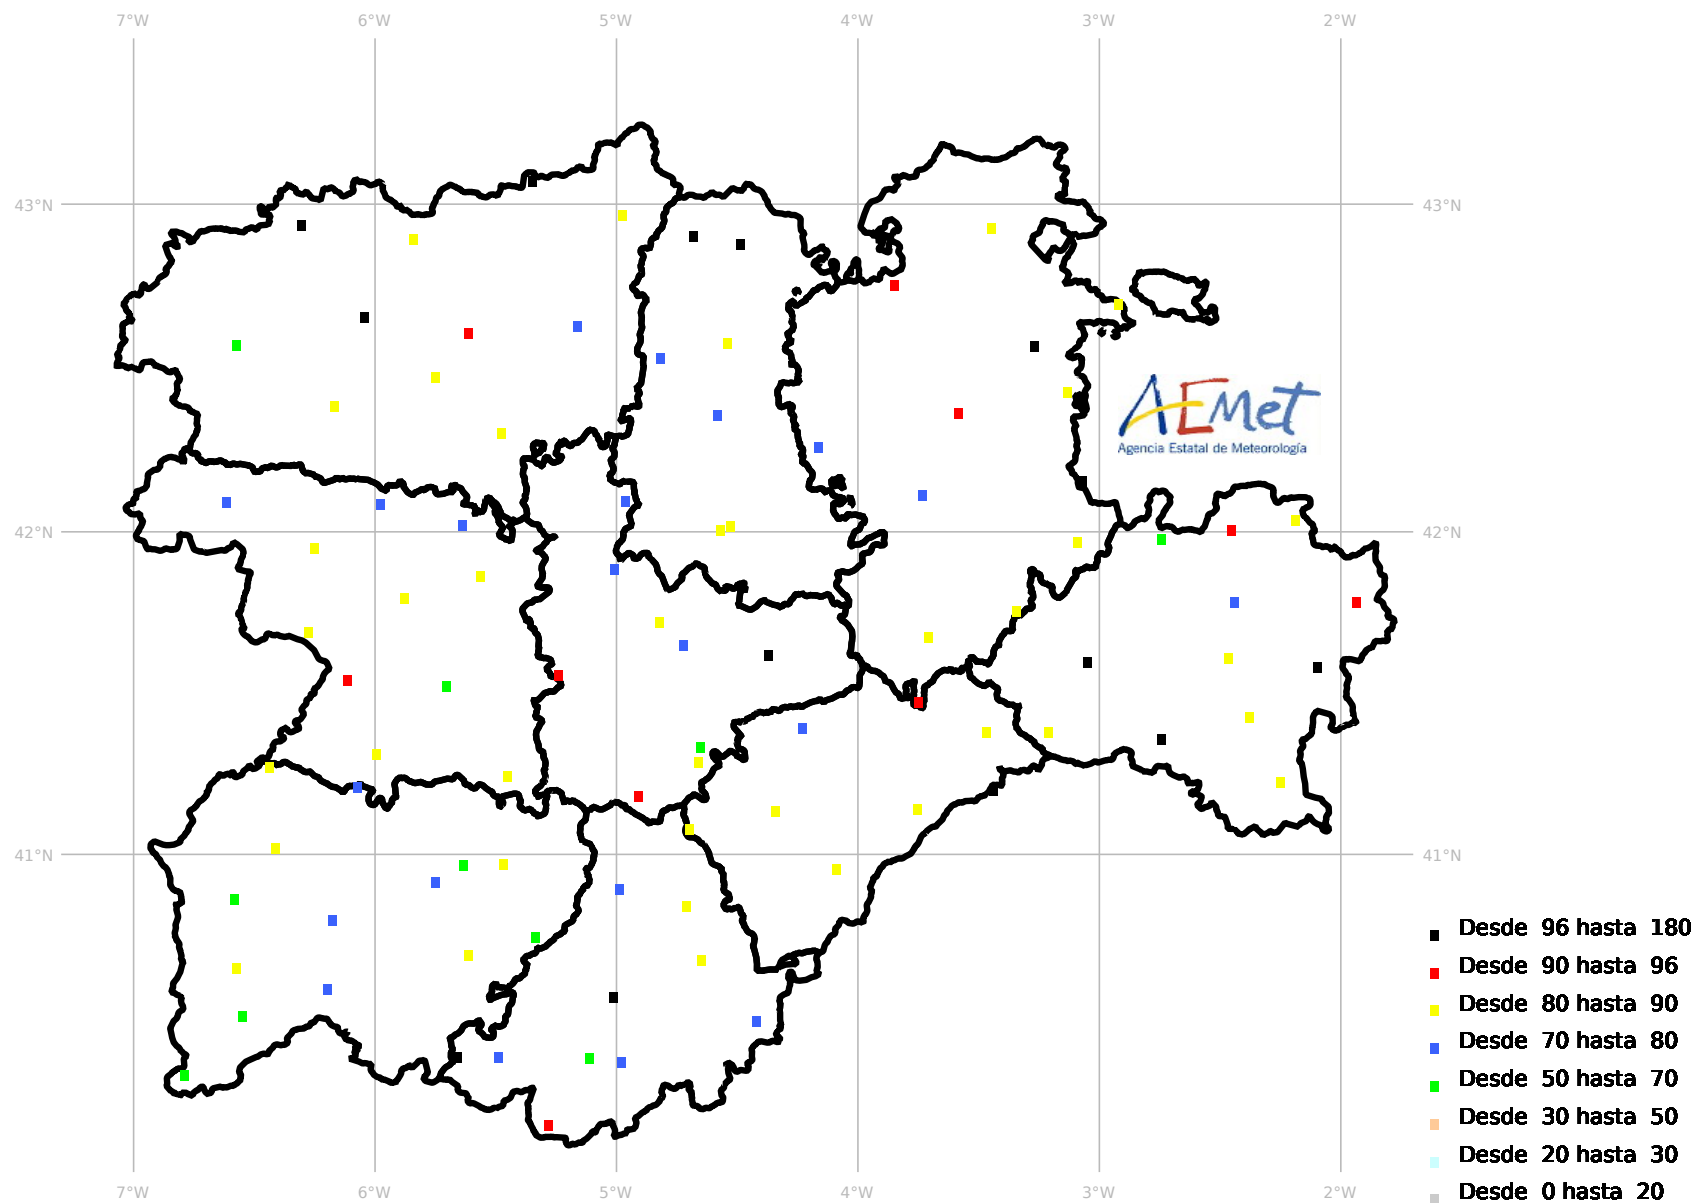 7°W 6°W 5°W 4°W 3°W 2°W
43°N 43°N
AEMet
Agencia Estatal de Meteorología
42°N 42°N
41°N 41°N
Desde 96 hasta 180
Desde 90 hasta 96
Desde 80 hasta 90
Desde 70 hasta 80
Desde 50 hasta 70
Desde 30 hasta 50
Desde 20 hasta 30
Desde 0 hasta 20
7°W 6°W 5°W 4°W 3°W 2°W